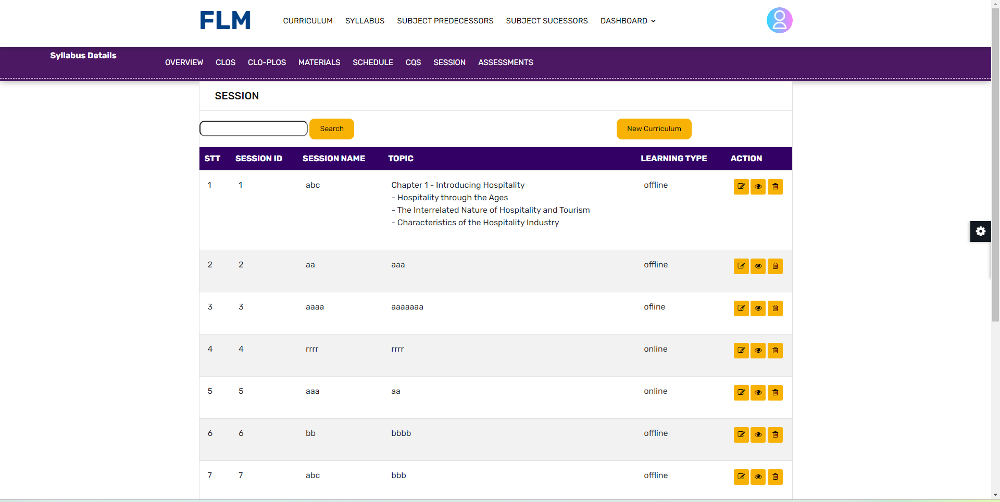 FLM
CURRICULUM SYLLABUS SUBJECT PREDECESSORS SUBJECT SUCESSORS DASHBOARD
Syllabus Details
OVERVIEW CLOS CLO-PLOS MATERIALS SCHEDULE CQS SESSION ASSESSMENTS
SESSION
Search New Curriculum
STT SESSION ID SESSION NAME TOPIC LEARNING TYPE ACTION
1 1 abc Chapter 1 - Introducing Hospitality offline
- Hospitality through the Ages
- The Interrelated Nature of Hospitality and Tourism
- Characteristics of the Hospitality Industry
2 2 aa aaa offline
3 3 aaaa aaaaaaa ofline
4 4 rrrr rrrr online
5 5 aaa aa online
6 6 bb bbbb offline
7 7 abc bbb offline